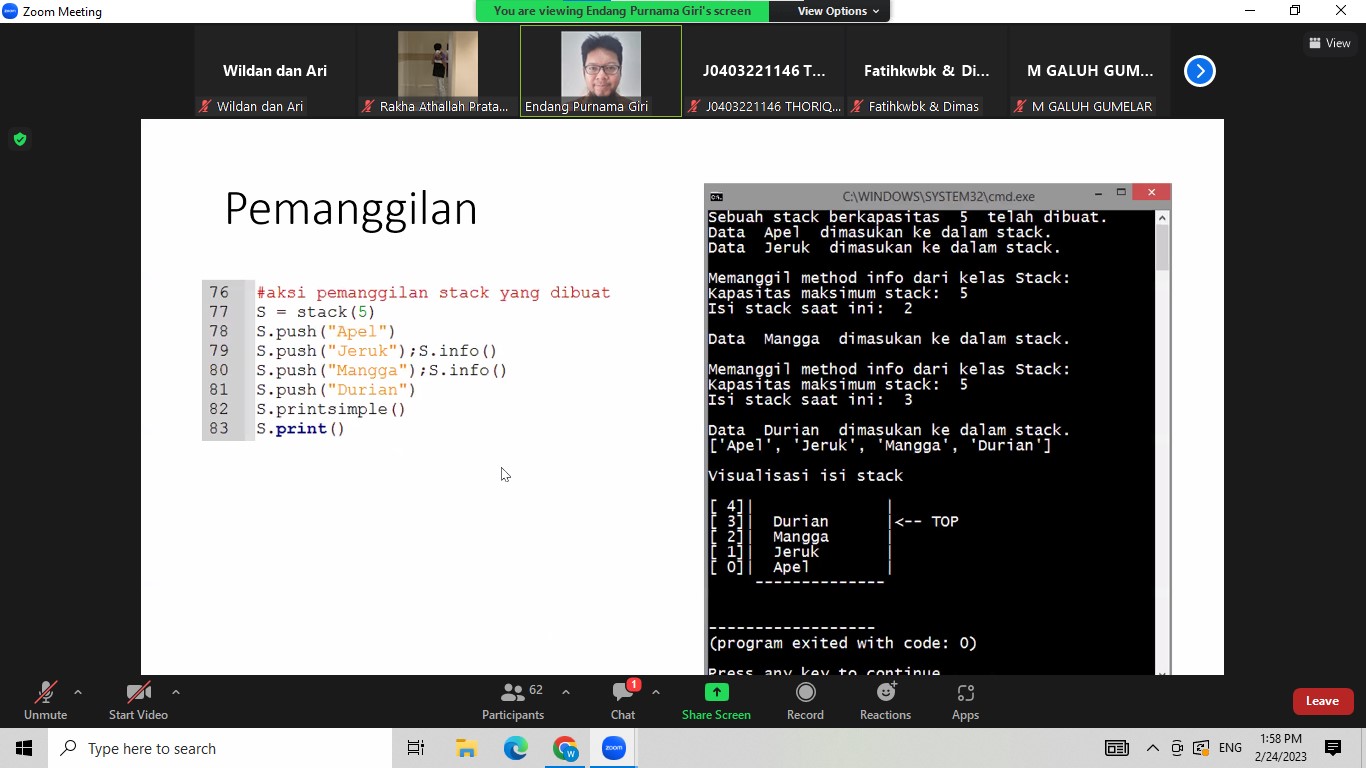 Zoom Meeting
You are viewing Endang Purnama Giri's screen
View Options
View
Wildan dan Ari
J0403221146 T...
Fatihkwbk & Di...
M GALUH GUM...
Wildan dan Ari
Rakha Athallah Prata...
Endang Purnama Giri
J0403221146 THORIQ...
Fatihkwbk & Dimas
M GALUH GUMELAR
Pemanggilan
76 #aksi pemanggilan stack yang dibuat
77 S = stack(5)
78 S.push("Apel")
79 S.push("Jeruk");S.info()
80 S.push("Mangga");S.info()
81 S.push("Durian")
82 S.printsimple()
83 S.print()
C:\WINDOWS\SYSTEM32\cmd.exe
Sebuah stack berkapasitas  5  telah dibuat.
Data  Apel  dimasukan ke dalam stack.
Data  Jeruk  dimasukan ke dalam stack.
Memanggil method info dari kelas Stack:
Kapasitas maksimum stack:  5
Isi stack saat ini:  2
Data  Mangga  dimasukan ke dalam stack.
Memanggil method info dari kelas Stack:
Kapasitas maksimum stack:  5
Isi stack saat ini:  3
Data  Durian  dimasukan ke dalam stack.
['Apel', 'Jeruk', 'Mangga', 'Durian']
Visualisasi isi stack
[ 4]|               |
[ 3]|  Durian       |<-- TOP
[ 2]|  Mangga       |
[ 1]|  Jeruk        |
[ 0]|  Apel         |
--------------
------------------
(program exited with code: 0)
Press any key to continue
Unmute
Start Video
62
Participants
1
Chat
Share Screen
Record
Reactions
Apps
Leave
Type here to search
zoom
ENG
1:58 PM
2/24/2023